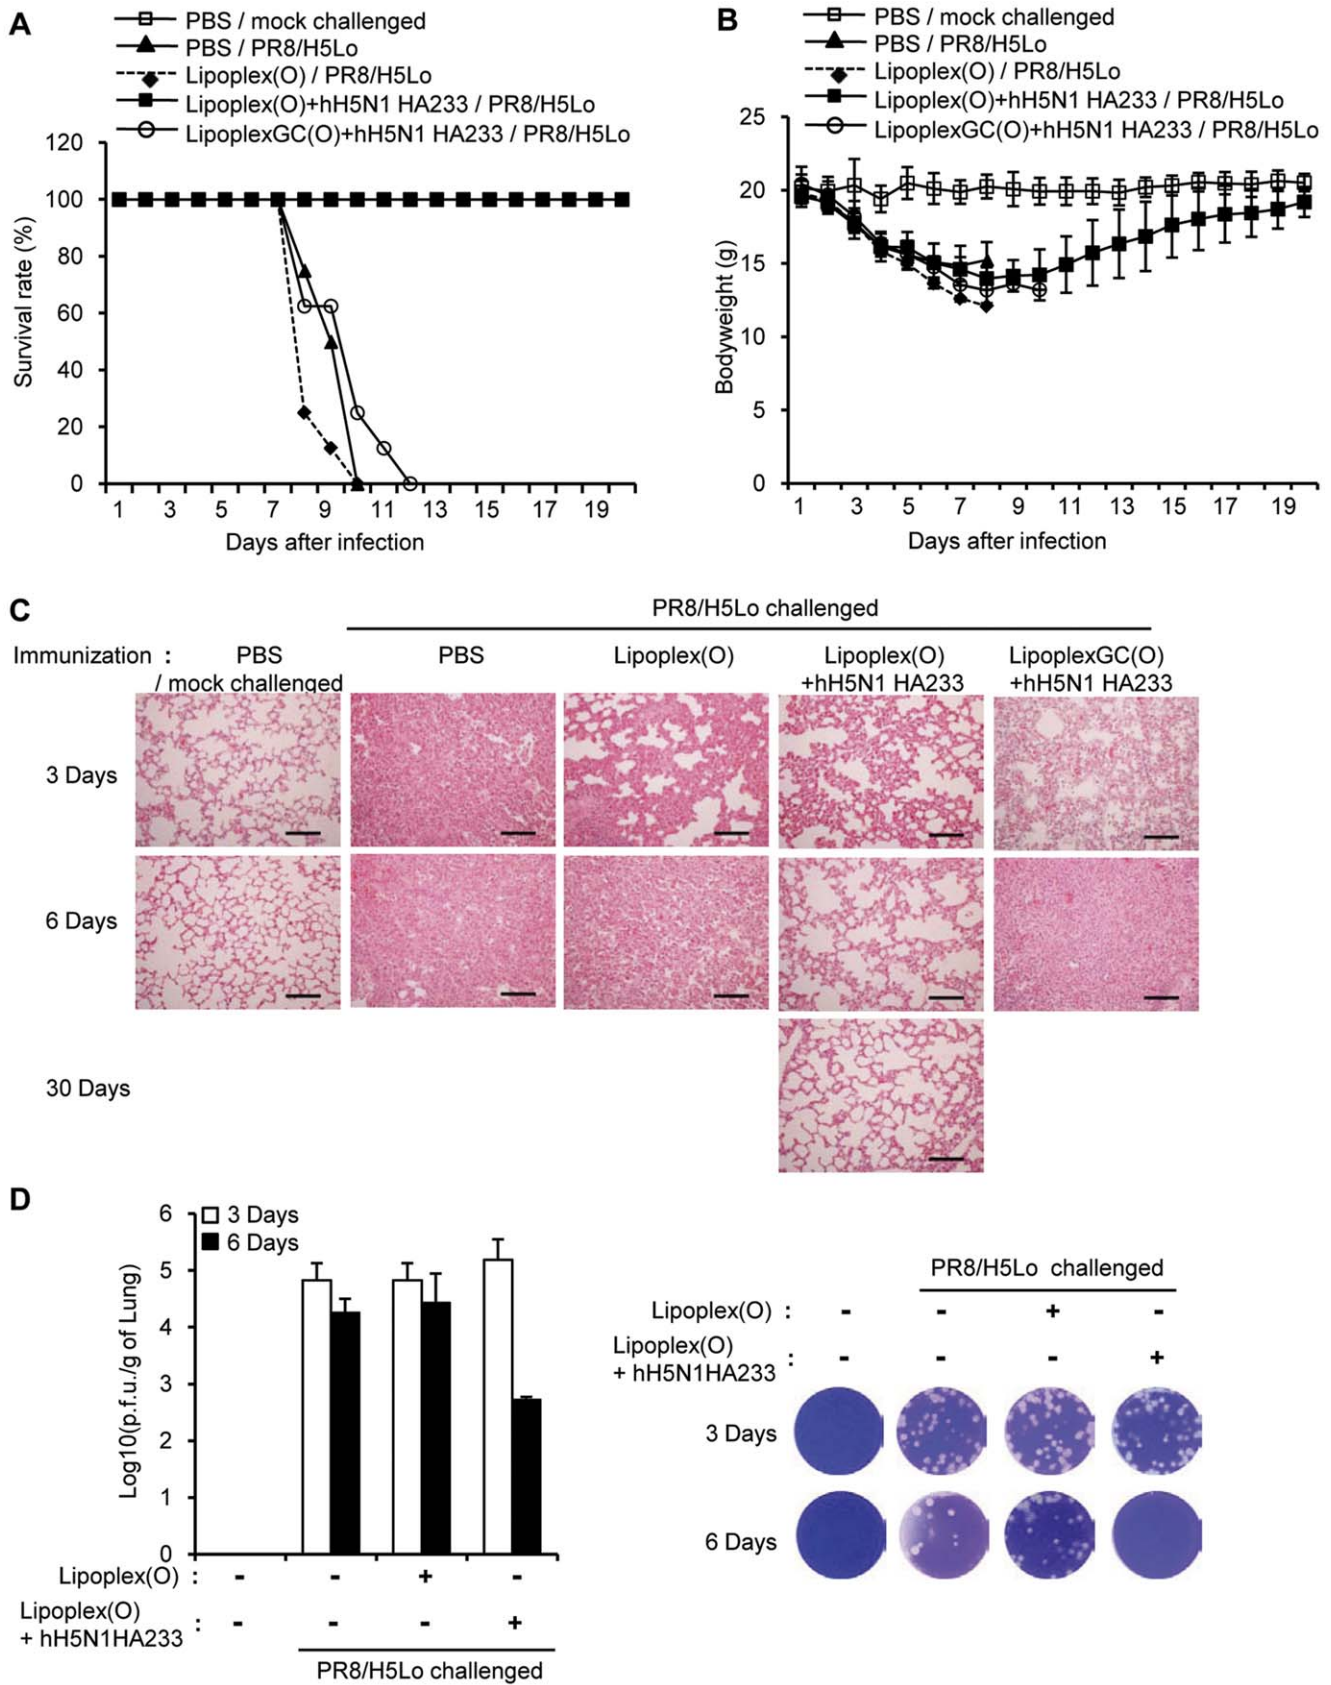 A
PBS / mock challenged
PBS / PR8/H5Lo
Lipoplex(O) / PR8/H5Lo
Lipoplex(O)+hH5N1 HA233 / PR8/H5Lo
LipoplexGC(O)+hH5N1 HA233 / PR8/H5Lo
120
100
80
60
40
20
0
Survival rate (%)
1 3 5 7 9 11 13 15 17 19
Days after infection
B
PBS / mock challenged
PBS / PR8/H5Lo
Lipoplex(O) / PR8/H5Lo
Lipoplex(O)+hH5N1 HA233 / PR8/H5Lo
LipoplexGC(O)+hH5N1 HA233 / PR8/H5Lo
25
20
15
10
5
0
Bodyweight (g)
1 3 5 7 9 11 13 15 17 19
Days after infection
C
PR8/H5Lo challenged
Immunization : PBS PBS Lipoplex(O) Lipoplex(O) LipoplexGC(O)
/ mock challenged +hH5N1 HA233 +hH5N1 HA233
3 Days
6 Days
30 Days
D
6
5
4
3
2
1
0
Log10(p.f.u./g of Lung)
3 Days
6 Days
Lipoplex(O) : - - + -
Lipoplex(O)
+ hH5N1HA233 : - - - +
PR8/H5Lo challenged
PR8/H5Lo challenged
Lipoplex(O) : - - + -
Lipoplex(O)
+ hH5N1HA233 : - - - +
3 Days
6 Days